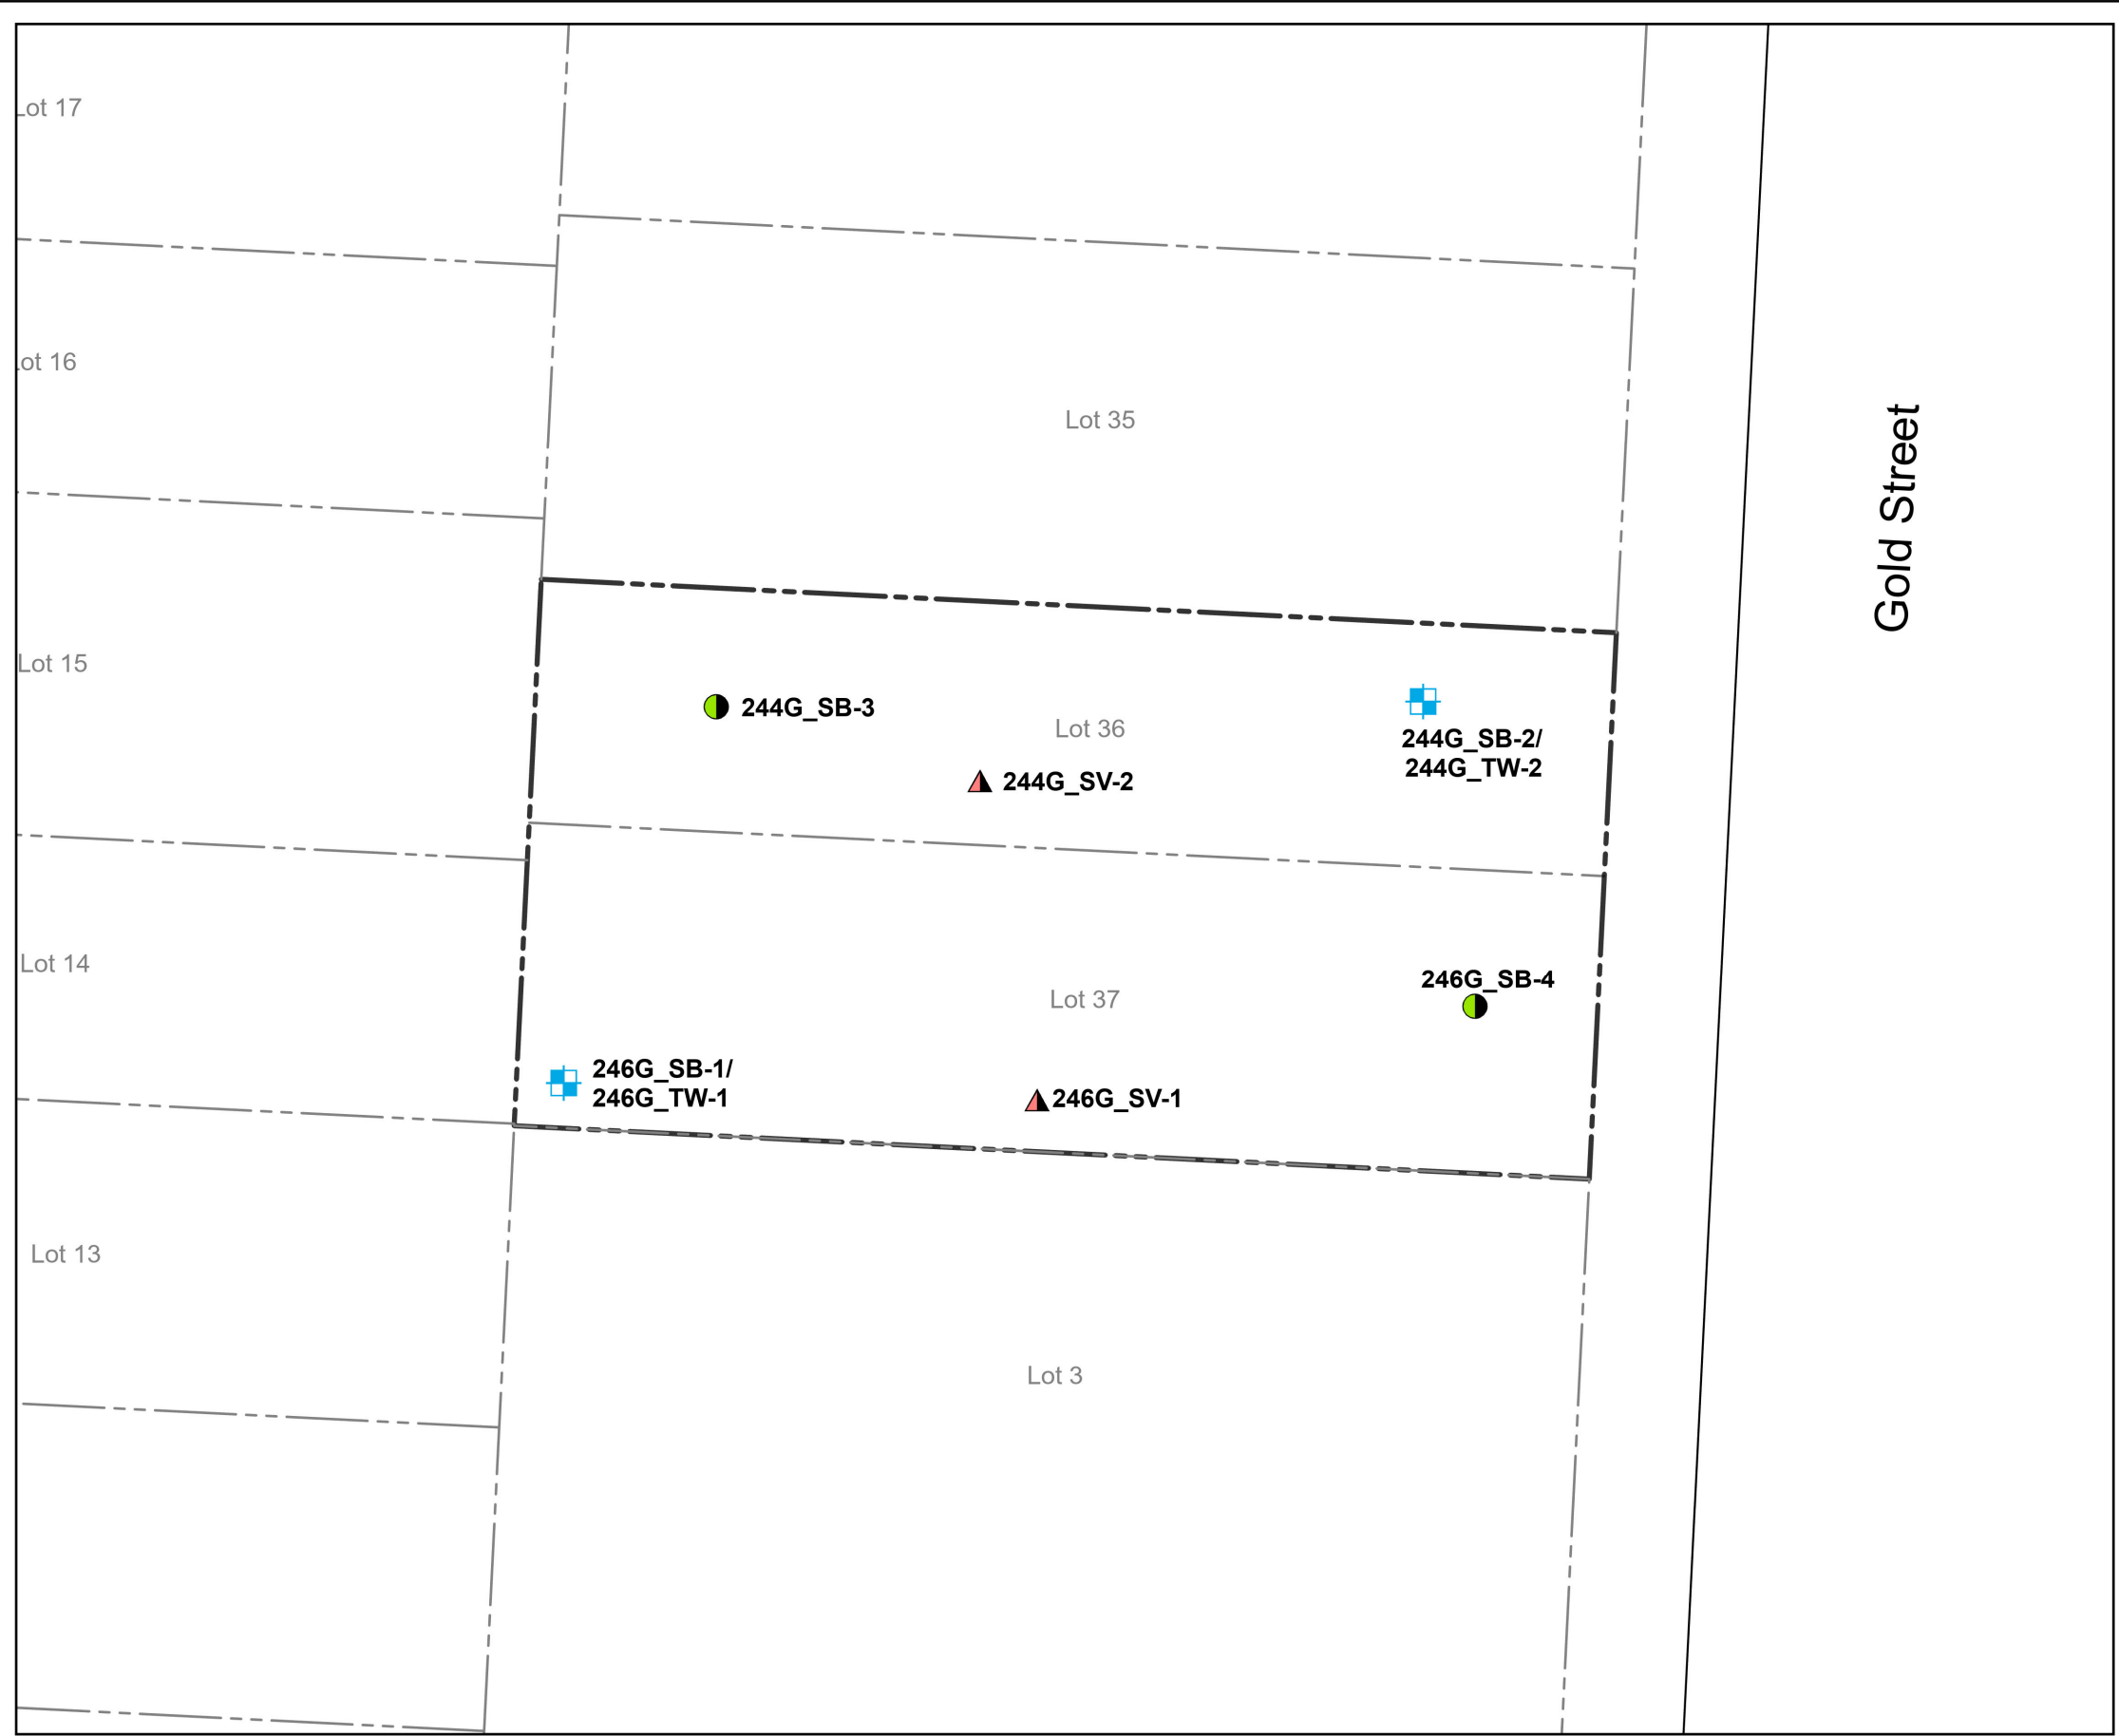 Lot 17
ot 16
Lot 35
Gold Street
Lot 15
244G_SB-3
Lot 36
244G_SB-2/
244G_TW-2
244G_SV-2
Lot 14
246G_SB-4
Lot 37
246G_SB-1/
246G_TW-1
246G_SV-1
Lot 13
Lot 3